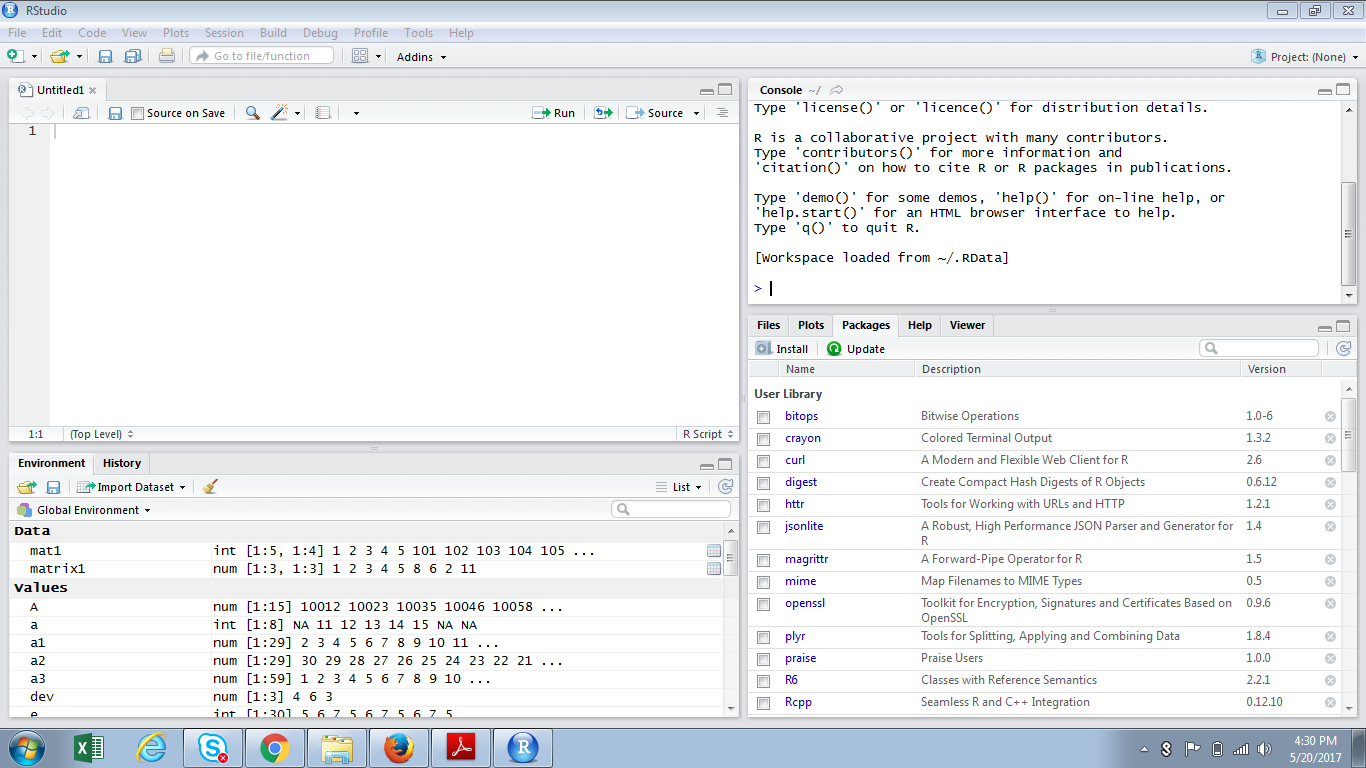 RStudio
File Edit Code View Plots Session Build Debug Profile Tools Help
Go to file/function Addins Project: (None)
Untitled1
Source on Save Run Source
1
1:1 (Top Level) R Script
Environment History
Import Dataset List
Global Environment
Data
mat1 int [1:5, 1:4] 1 2 3 4 5 101 102 103 104 105 ...
matrix1 num [1:3, 1:3] 1 2 3 4 5 8 6 2 11
Values
A num [1:15] 10012 10023 10035 10046 10058 ...
a int [1:8] NA 11 12 13 14 15 NA NA
a1 num [1:29] 2 3 4 5 6 7 8 9 10 11 ...
a2 num [1:29] 30 29 28 27 26 25 24 23 22 21 ...
a3 num [1:59] 1 2 3 4 5 6 7 8 9 10 ...
dev num [1:3] 4 6 3
e int [1:30] 5 6 7 5 6 7 5 6 7 5
Console ~/
Type 'license()' or 'licence()' for distribution details.
R is a collaborative project with many contributors.
Type 'contributors()' for more information and
'citation()' on how to cite R or R packages in publications.
Type 'demo()' for some demos, 'help()' for on-line help, or
'help.start()' for an HTML browser interface to help.
Type 'q()' to quit R.
[Workspace loaded from ~/.RData]
>
Files Plots Packages Help Viewer
Install Update
Name Description Version
User Library
bitops Bitwise Operations 1.0-6
crayon Colored Terminal Output 1.3.2
curl A Modern and Flexible Web Client for R 2.6
digest Create Compact Hash Digests of R Objects 0.6.12
httr Tools for Working with URLs and HTTP 1.2.1
jsonlite A Robust, High Performance JSON Parser and Generator for 1.4
R
magrittr A Forward-Pipe Operator for R 1.5
mime Map Filenames to MIME Types 0.5
openssl Toolkit for Encryption, Signatures and Certificates Based on 0.9.6
OpenSSL
plyr Tools for Splitting, Applying and Combining Data 1.8.4
praise Praise Users 1.0.0
R6 Classes with Reference Semantics 2.2.1
Rcpp Seamless R and C++ Integration 0.12.10
4:30 PM
5/20/2017